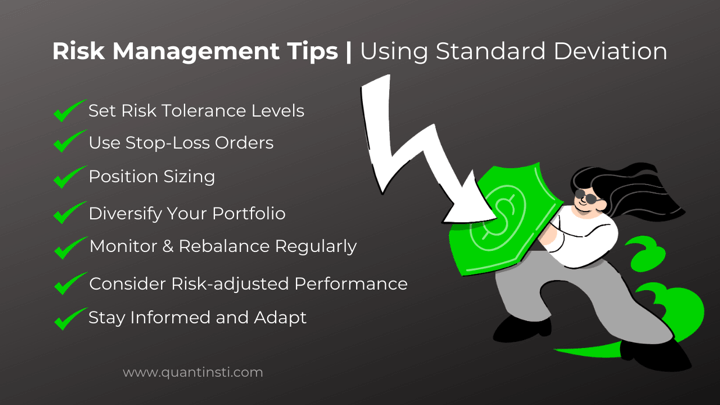 Risk Management Tips | Using Standard Deviation
Set Risk Tolerance Levels
Use Stop-Loss Orders
Position Sizing
Diversify Your Portfolio
Monitor & Rebalance Regularly
Consider Risk-adjusted Performance
Stay Informed and Adapt
$
www.quantinsti.com